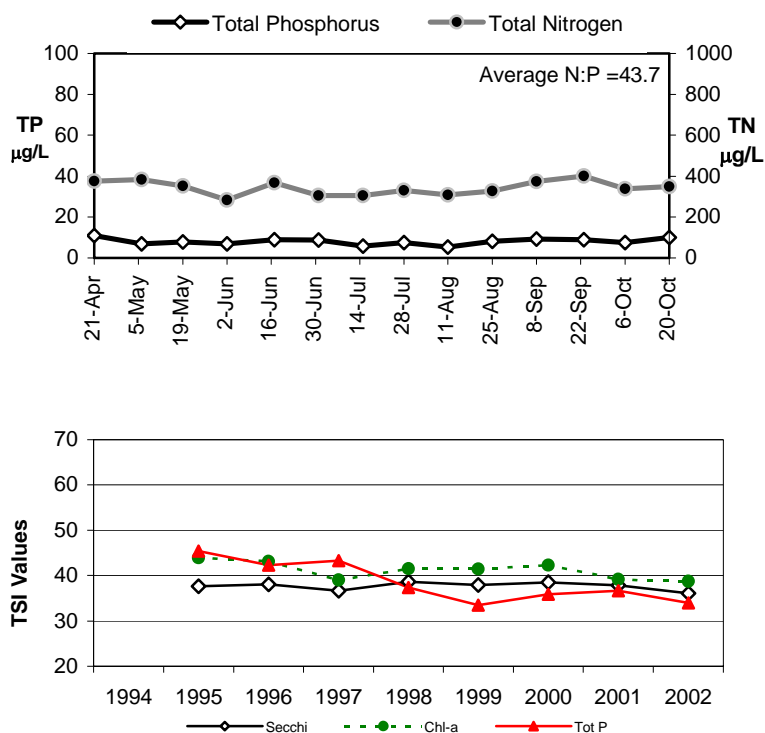 Total Phosphorus Total Nitrogen
100 1000
Average N:P =43.7
80 800
TP TN
µg/L µg/L
60 600
40 400
20 200
0 0
21-Apr 5-May 19-May 2-Jun 16-Jun 30-Jun 14-Jul 28-Jul 11-Aug 25-Aug 8-Sep 22-Sep 6-Oct 20-Oct
70
60
50
TSI Values
40
30
20
1994 1995 1996 1997 1998 1999 2000 2001 2002
Secchi Chl-a Tot P